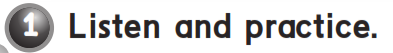 1 Listen and practice.